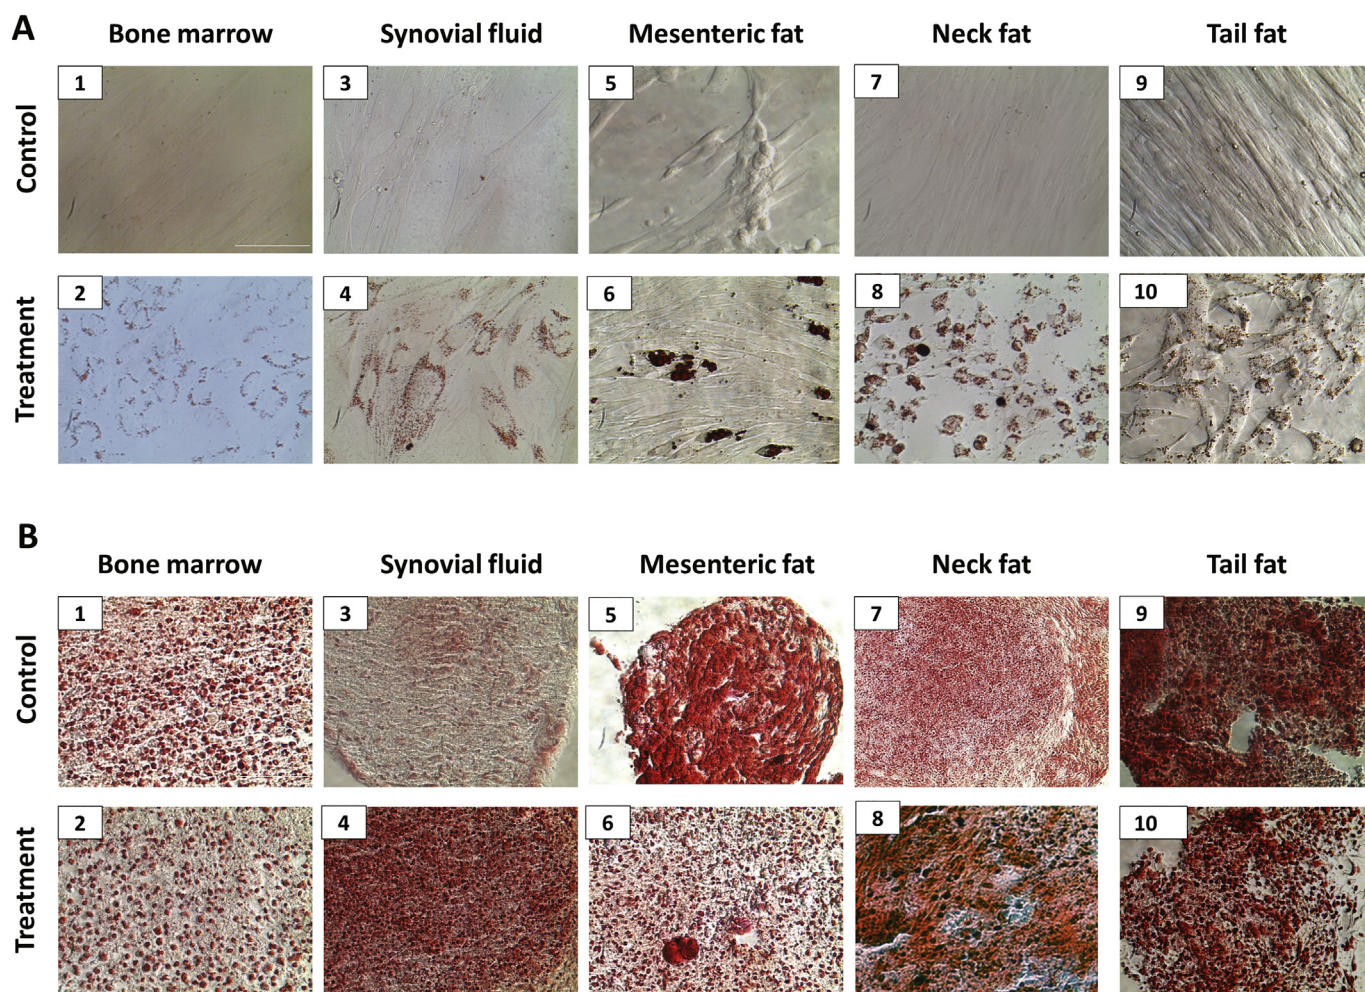 A
Bone marrow Synovial fluid Mesenteric fat Neck fat Tail fat
Control
1 3 5 7 9
Treatment
2 4 6 8 10
B
Bone marrow Synovial fluid Mesenteric fat Neck fat Tail fat
Control
1 3 5 7 9
Treatment
2 4 6 8 10